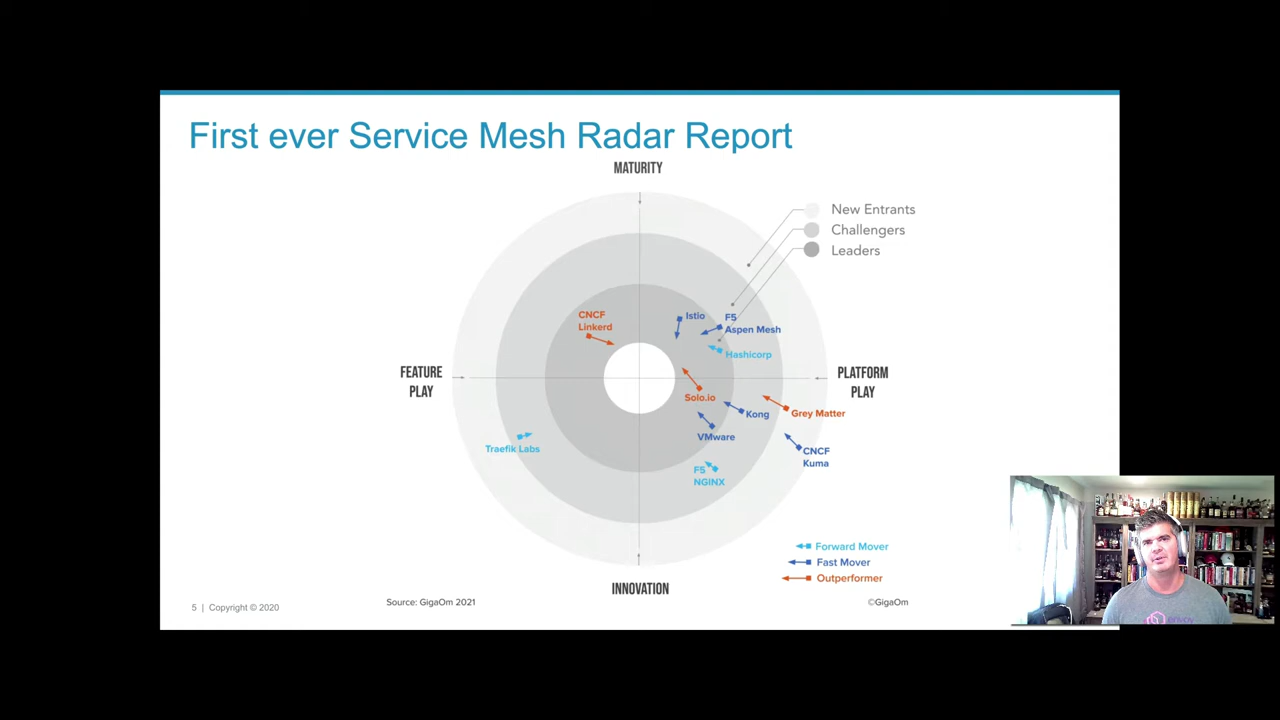 First ever Service Mesh Radar Report
MATURITY
New Entrants
Challengers
Leaders
CNCF
Linkerd
Istio
F5
Aspen Mesh
Hashicorp
FEATURE
PLAY
PLATFORM
PLAY
Solo.io
Kong
Grey Matter
VMware
CNCF
Kuma
Traefik Labs
F5
NGINX
Forward Mover
Fast Mover
Outperformer
INNOVATION
5 | Copyright © 2020
Source: GigaOm 2021
©GigaOm
envoy